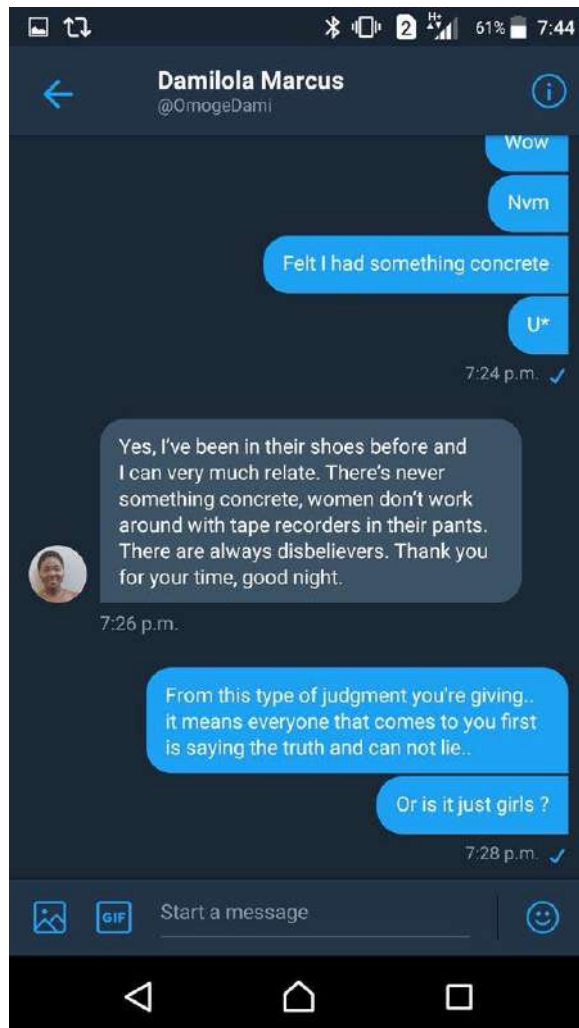 2 H+ 61% 7:44
Damilola Marcus
@OmogeDami
Wow
Nvm
Felt I had something concrete
U*
7:24 p.m.
Yes, I've been in their shoes before and
I can very much relate. There's never
something concrete, women don't work
around with tape recorders in their pants.
There are always disbelievers. Thank you
for your time, good night.
7:26 p.m.
From this type of judgment you're giving..
it means everyone that comes to you first
is saying the truth and can not lie..
Or is it just girls ?
7:28 p.m.
GIF Start a message